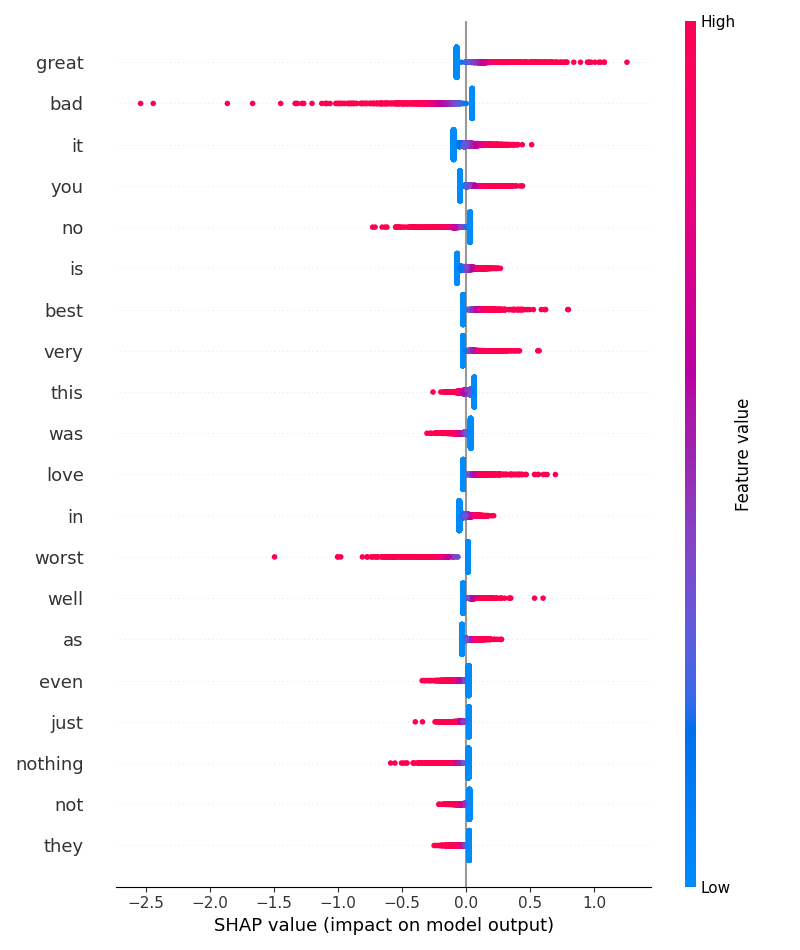 High
great
bad
it
you
no
is
best
very
this
was
love
in
worst
well
as
even
just
nothing
not
they
Feature value
Low
−2.5 −2.0 −1.5 −1.0 −0.5 0.0 0.5 1.0
SHAP value (impact on model output)